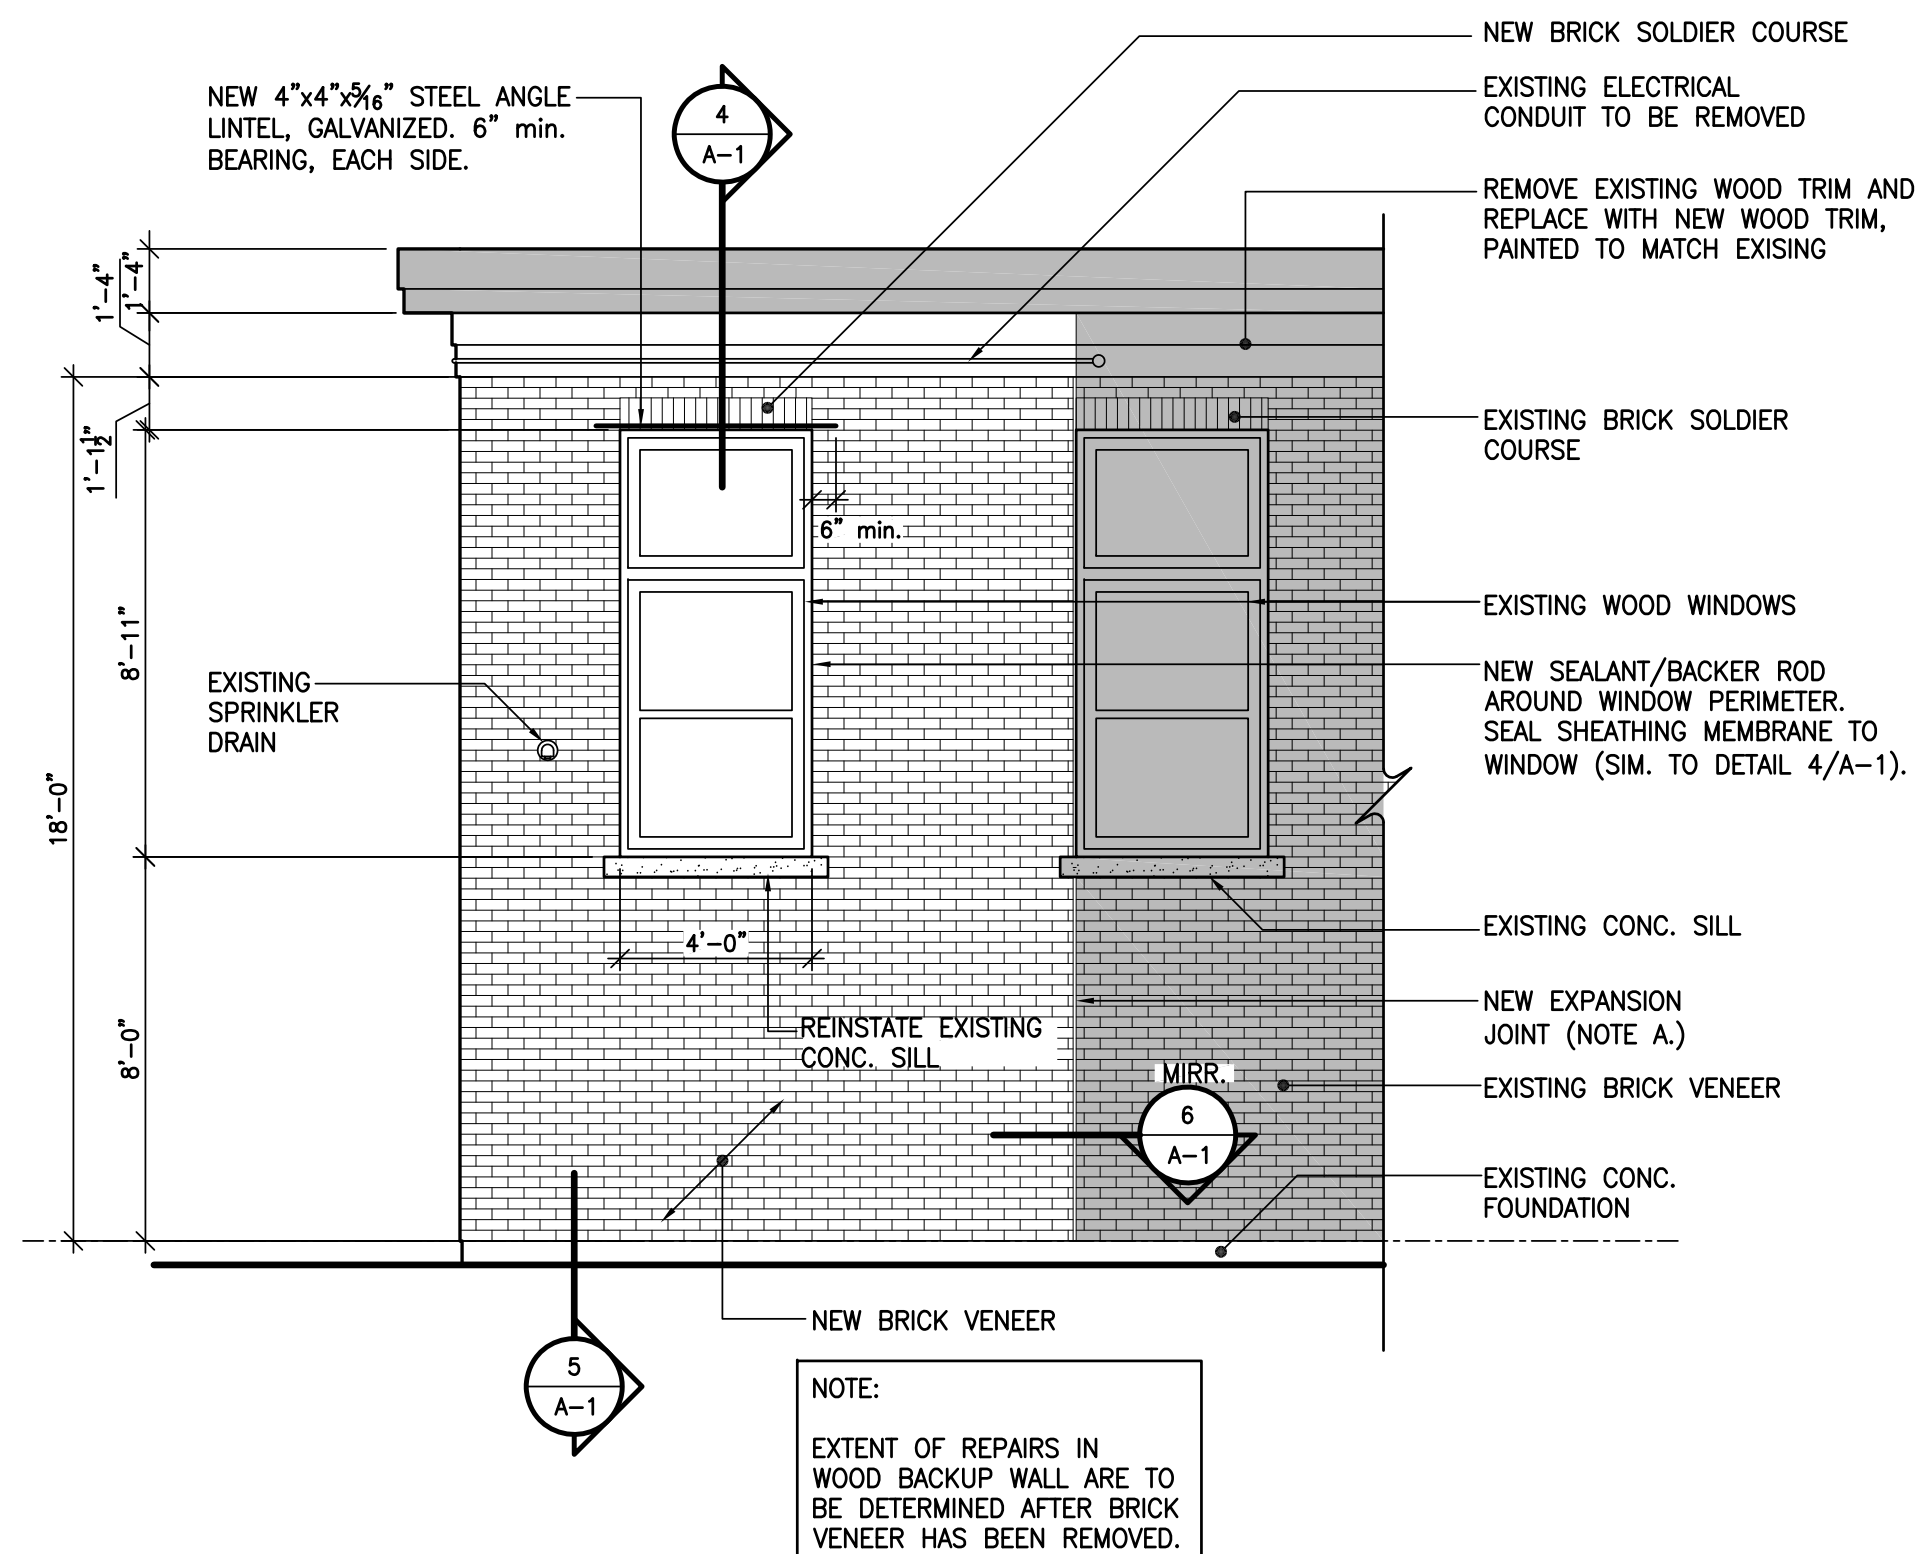 NEW BRICK SOLDIER COURSE
EXISTING ELECTRICAL
CONDUIT TO BE REMOVED
NEW 4"x4"x5/16" STEEL ANGLE
LINTEL, GALVANIZED. 6" min.
BEARING, EACH SIDE.
4
A-1
REMOVE EXISTING WOOD TRIM AND
REPLACE WITH NEW WOOD TRIM,
PAINTED TO MATCH EXISING
1'-4"
1'-4"
1'-1 1/2"
EXISTING BRICK SOLDIER
COURSE
6" min.
EXISTING WOOD WINDOWS
8'-11"
NEW SEALANT/BACKER ROD
AROUND WINDOW PERIMETER.
SEAL SHEATHING MEMBRANE TO
WINDOW (SIM. TO DETAIL 4/A-1).
EXISTING
SPRINKLER
DRAIN
18'-0"
EXISTING CONC. SILL
4'-0"
NEW EXPANSION
JOINT (NOTE A.)
REINSTATE EXISTING
CONC. SILL
8'-0"
MIRR.
6
A-1
EXISTING BRICK VENEER
EXISTING CONC.
FOUNDATION
NEW BRICK VENEER
5
A-1
NOTE:
EXTENT OF REPAIRS IN
WOOD BACKUP WALL ARE TO
BE DETERMINED AFTER BRICK
VENEER HAS BEEN REMOVED.